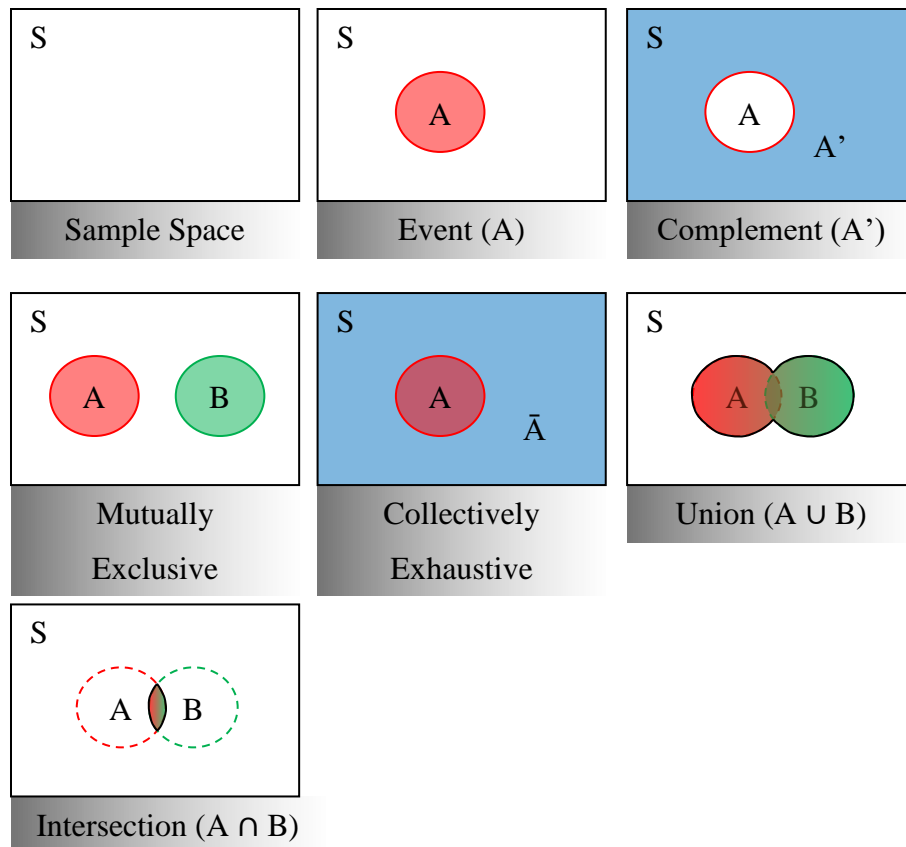 S
Sample Space
S
A
Event (A)
S
A
A’
Complement (A’)
S
A
B
Mutually
Exclusive
S
A
Ā
Collectively
Exhaustive
S
A
B
Union (A ∪ B)
S
A
B
Intersection (A ∩ B)